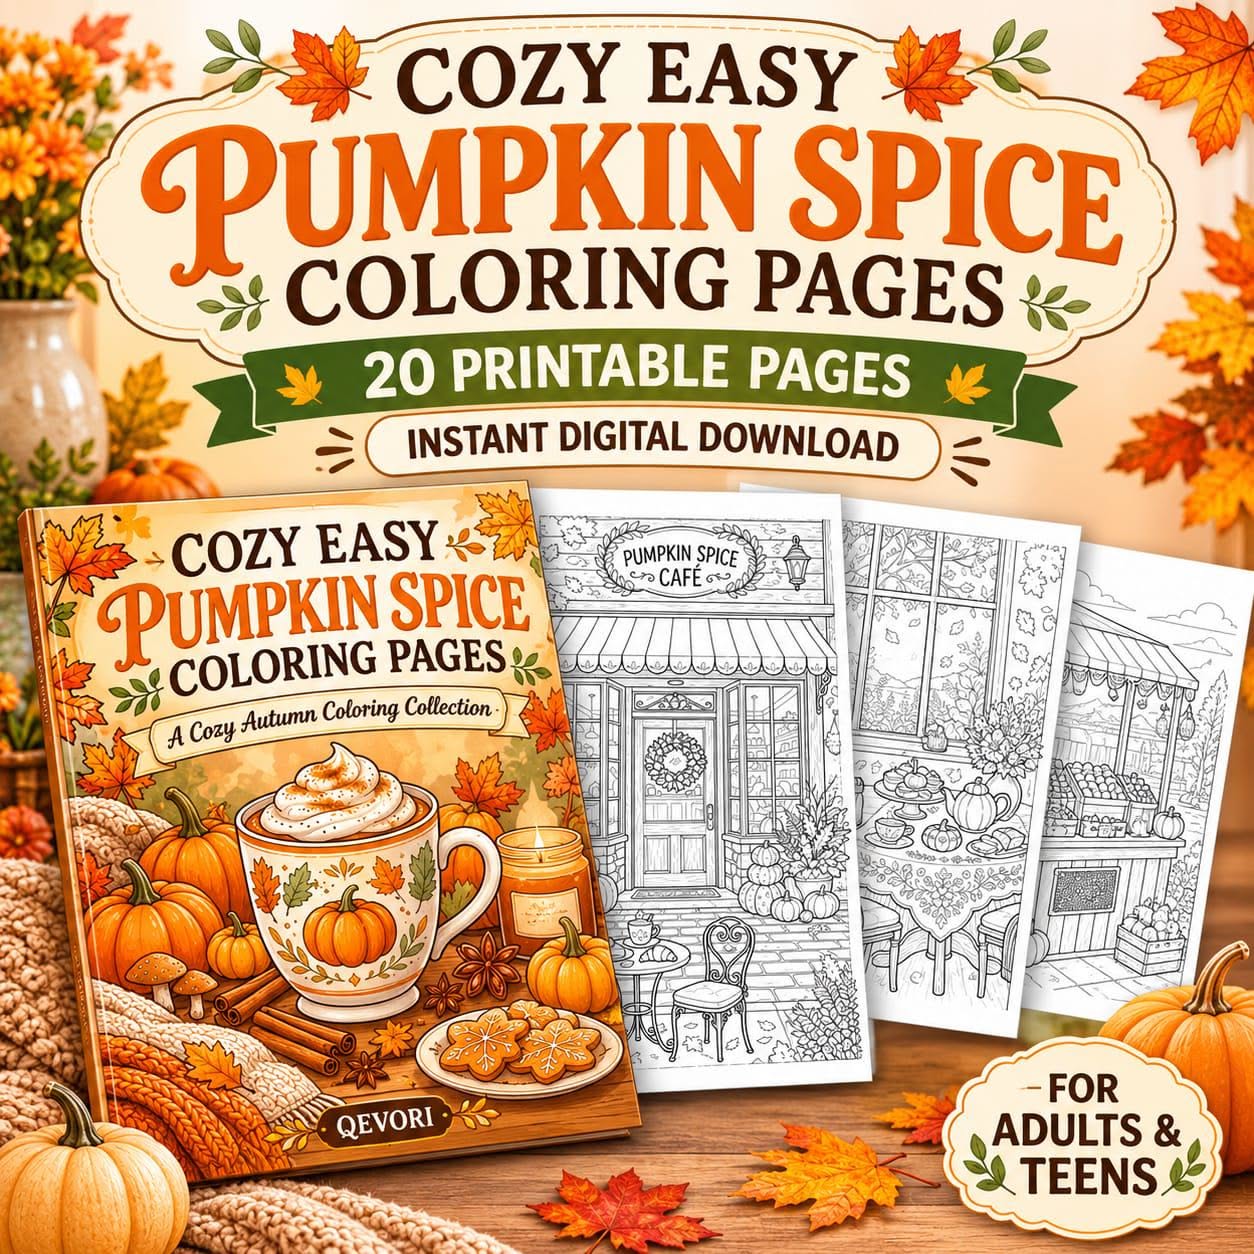 COZY EASY
PUMPKIN SPICE
COLORING PAGES
20 PRINTABLE PAGES
INSTANT DIGITAL DOWNLOAD
COZY EASY
PUMPKIN SPICE
COLORING PAGES
A Cozy Autumn Coloring Collection
QEVORI
PUMPKIN SPICE
CAFÉ
FOR
ADULTS &
TEENS